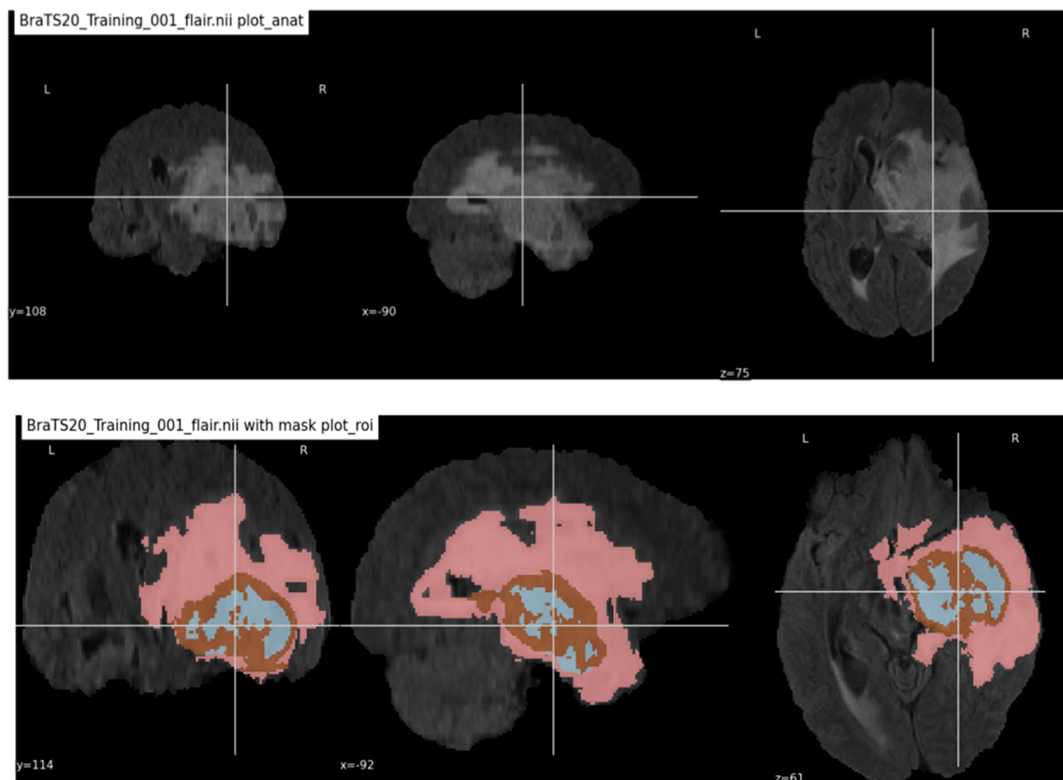 BraTS20_Training_001_flair.nii plot_anat
L R
L R
y=108
x=-90
z=75
BraTS20_Training_001_flair.nii with mask plot_roi
L R
L R
y=114
x=-92
z=61